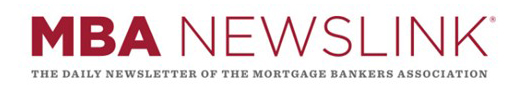 MBA NEWSLINK®
THE DAILY NEWSLETTER OF THE MORTGAGE BANKERS ASSOCIATION